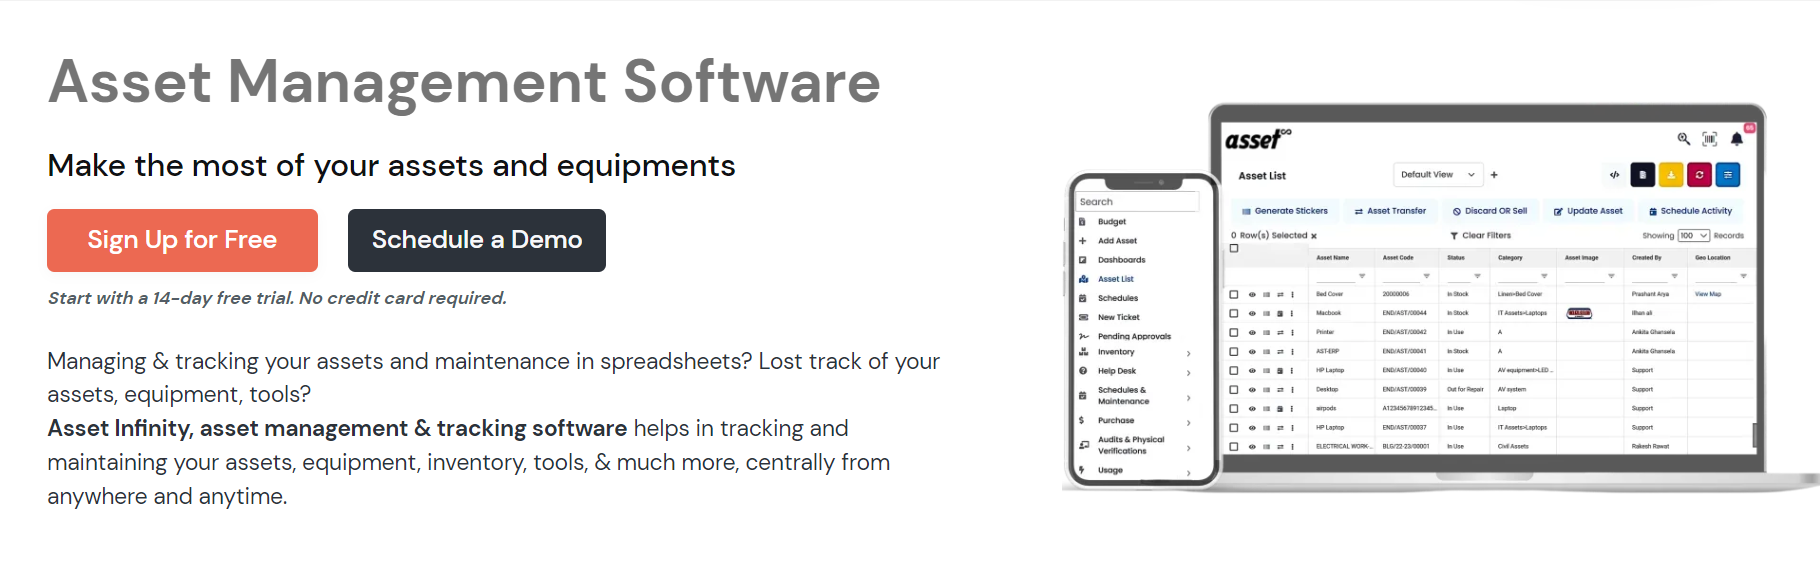 Asset Management Software
Make the most of your assets and equipments
Sign Up for Free
Schedule a Demo
Start with a 14-day free trial. No credit card required.
Managing & tracking your assets and maintenance in spreadsheets? Lost track of your
assets, equipment, tools?
Asset Infinity, asset management & tracking software helps in tracking and
maintaining your assets, equipment, inventory, tools, & much more, centrally from
anywhere and anytime.
Search
Budget
Add Asset
Dashboards
Asset List
Schedules
New Ticket
Pending Approvals
Inventory
Help Desk
Schedules &
Maintenance
Purchase
Audits & Physical
Verifications
Usage
asset
Asset List
Default View
Generate Stickers
Asset Transfer
Discard OR Sell
Update Asset
Schedule Activity
0 Row(s) Selected x
Clear Filters
Showing 100 Records
Asset Name Asset Code Status Category Asset Image Created By Geo Location
Bed Cover 20000006 In Stock Linen>Bed Cover Prashant Arya View Map
Macbook END/AST/00044 In Stock IT Assets>Laptops Illhan ali
Printer END/AST/00042 In Use A Ankita Ghansela
AST-ERP END/AST/00041 In Stock A Ankita Ghansela
HP Laptop END/AST/00040 In Use AV equipment>LED ... Support
Desktop END/AST/00039 Out for Repair AV system Support
airpods A12345678912345... In Use Laptop Support
HP Laptop END/AST/00037 In Use IT Assets>Laptops Support
ELECTRICAL WORK-... BLG/22-23/00001 In Use Civil Assets Rakesh Rawat